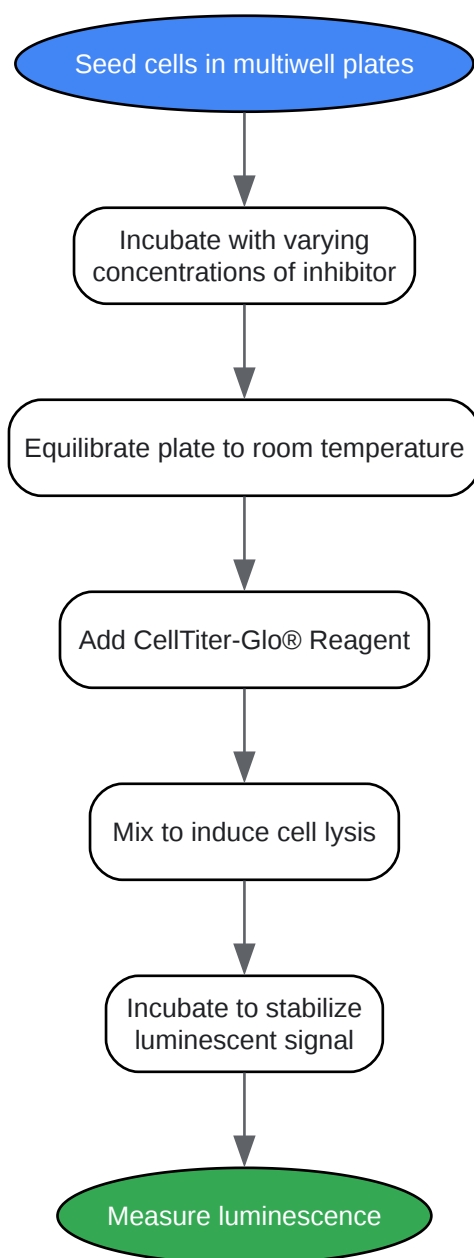 Seed cells in multiwell plates
Incubate with varying
concentrations of inhibitor
Equilibrate plate to room temperature
Add CellTiter-Glo® Reagent
Mix to induce cell lysis
Incubate to stabilize
luminescent signal
Measure luminescence